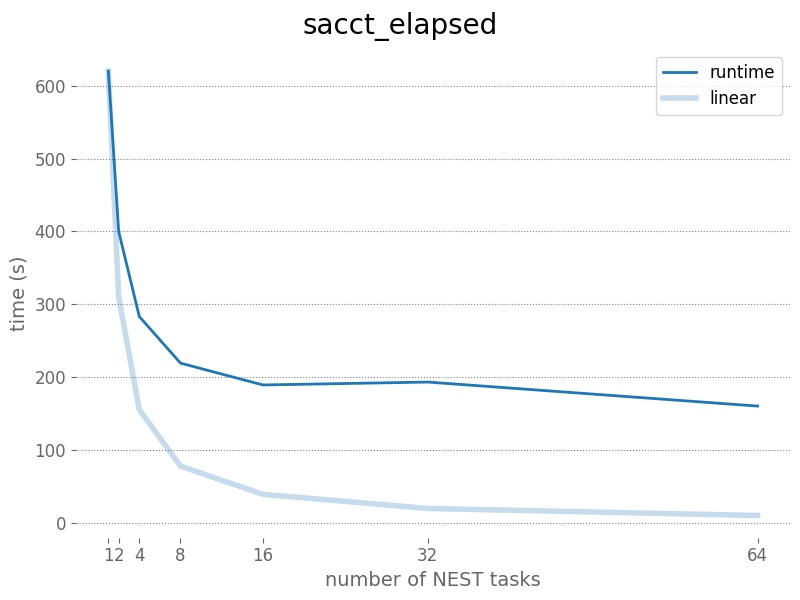 sacct_elapsed
runtime
linear
600
500
400
300
200
100
0
time (s)
1 2 4 8 16 32 64
number of NEST tasks